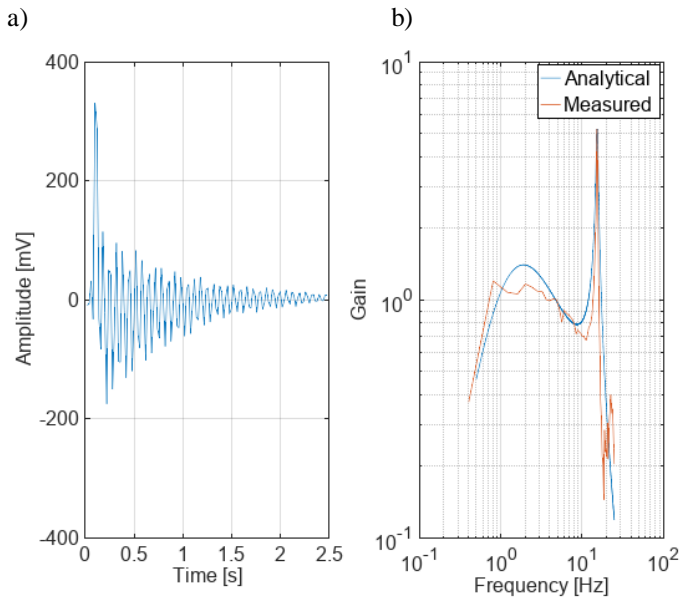 a)
b)
400
200
0
-200
-400
Amplitude [mV]
0
0.5
1
1.5
2
2.5
Time [s]
10^1
10^0
10^-1
Gain
Analytical
Measured
10^-1
10^0
10^1
10^2
Frequency [Hz]